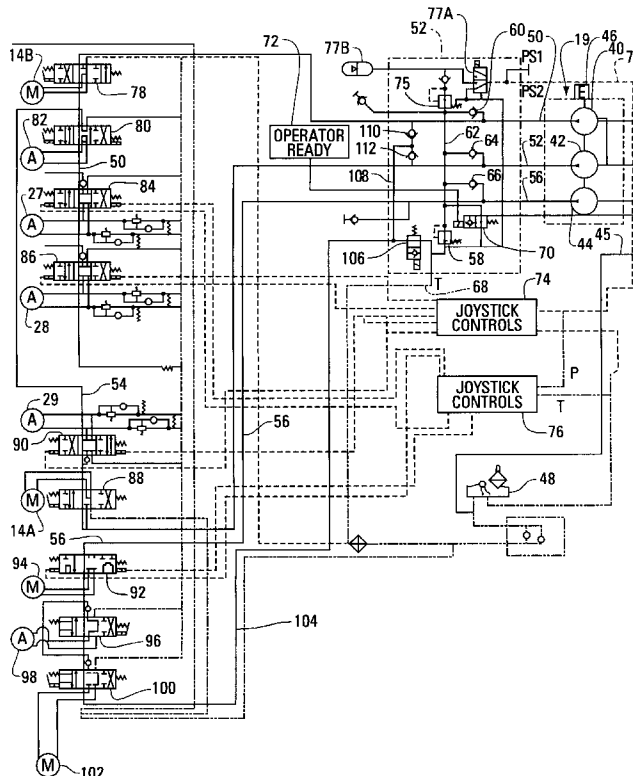 77A
52
60
77B
PS1
46
19
40
7
72
14B
M
PS2
E
50
75
78
82
110
62
64
OPERATOR
READY
80
112
42
52
A
50
108
66
56
27
84
86
106
58
70
44
45
A
T
74
68
JOYSTICK
CONTROLS
A
28
54
29
56
P
A
JOYSTICK
CONTROLS
T
90
76
88
48
M
14A
56
94
M
92
104
96
A
98
100
M
102